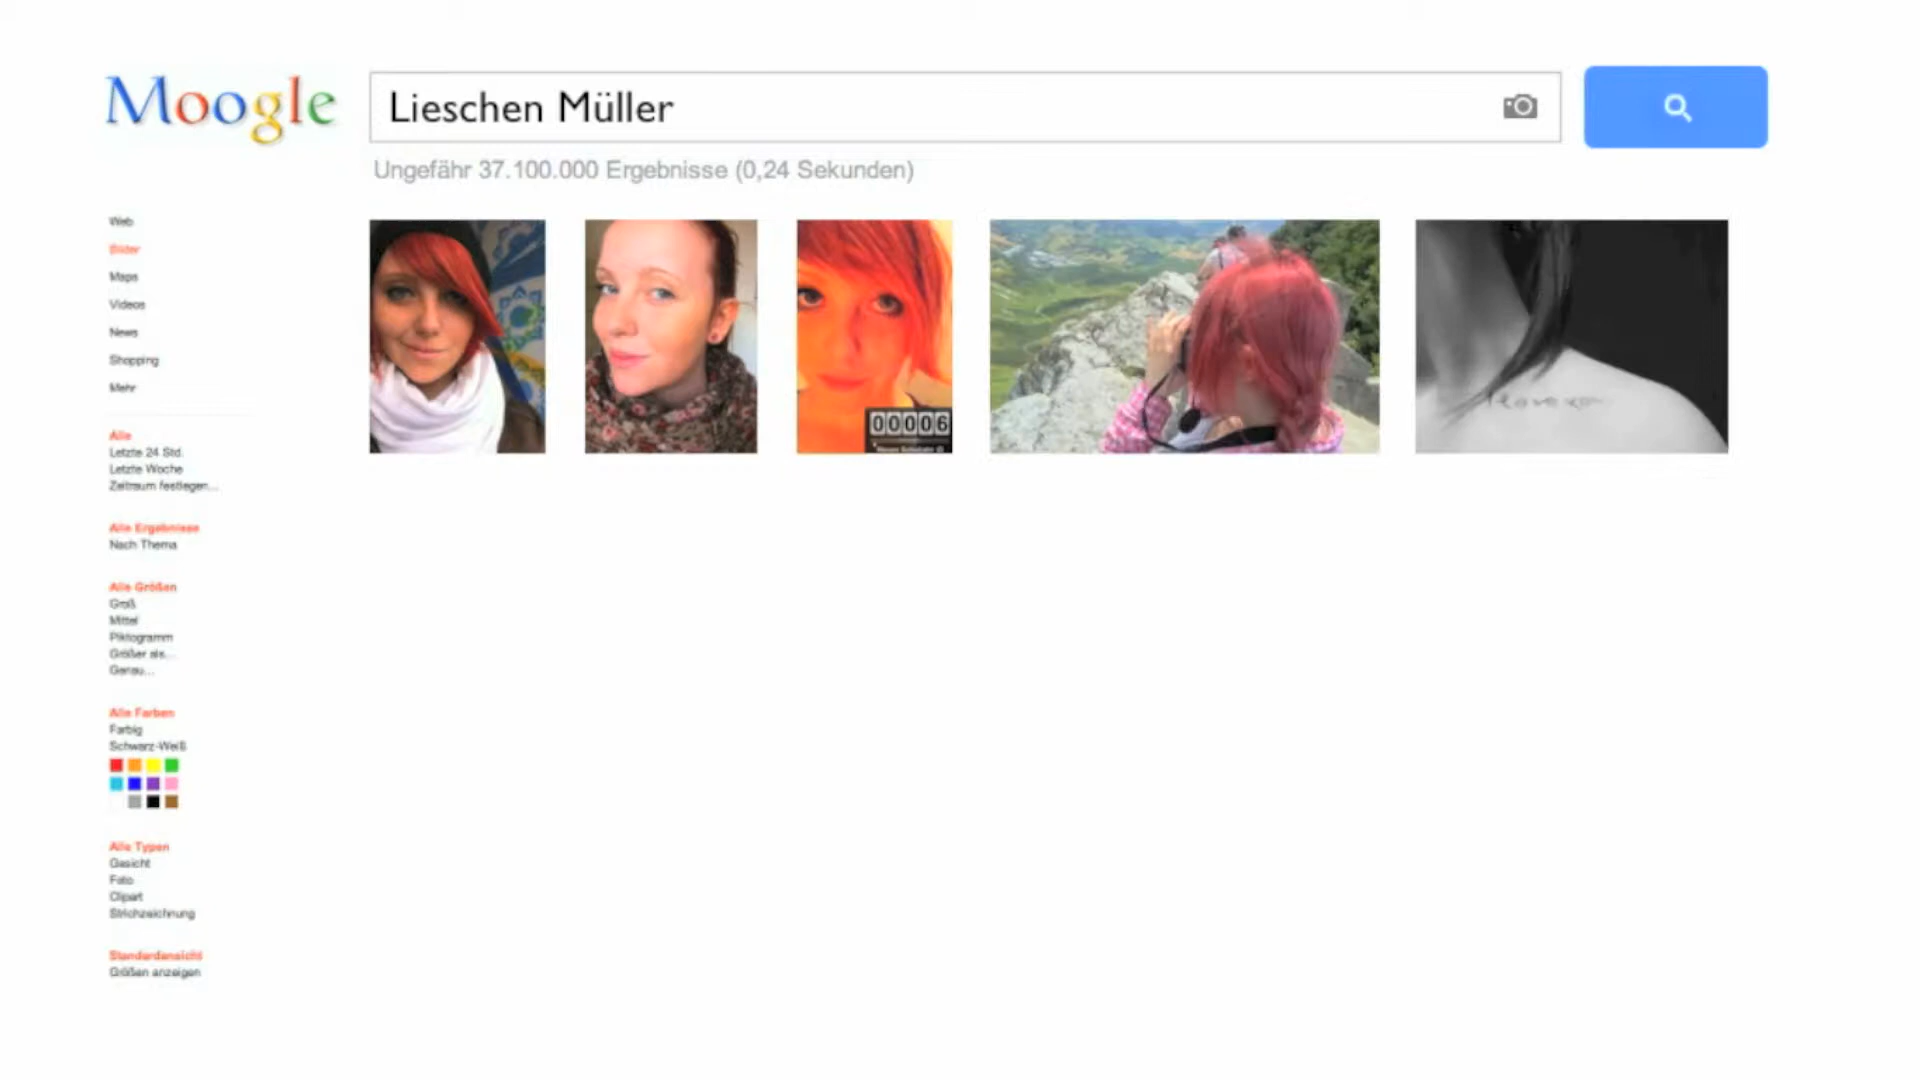 Moogle
Lieschen Müller
Ungefähr 37.100.000 Ergebnisse (0,24 Sekunden)
Web
Bilder
Maps
Videos
News
Shopping
Mehr
Alle
Letzte 24 Std.
Letzte Woche
Zeitraum festlegen...
Alle Ergebnisse
Nach Thema
Alle Größen
Groß
Mittel
Piktogramm
Größer als...
Genau...
Alle Farben
Farbig
Schwarz-Weiß
Alle Typen
Gesicht
Foto
Clipart
Strichzeichnung
Standardansicht
Größen anzeigen
00006